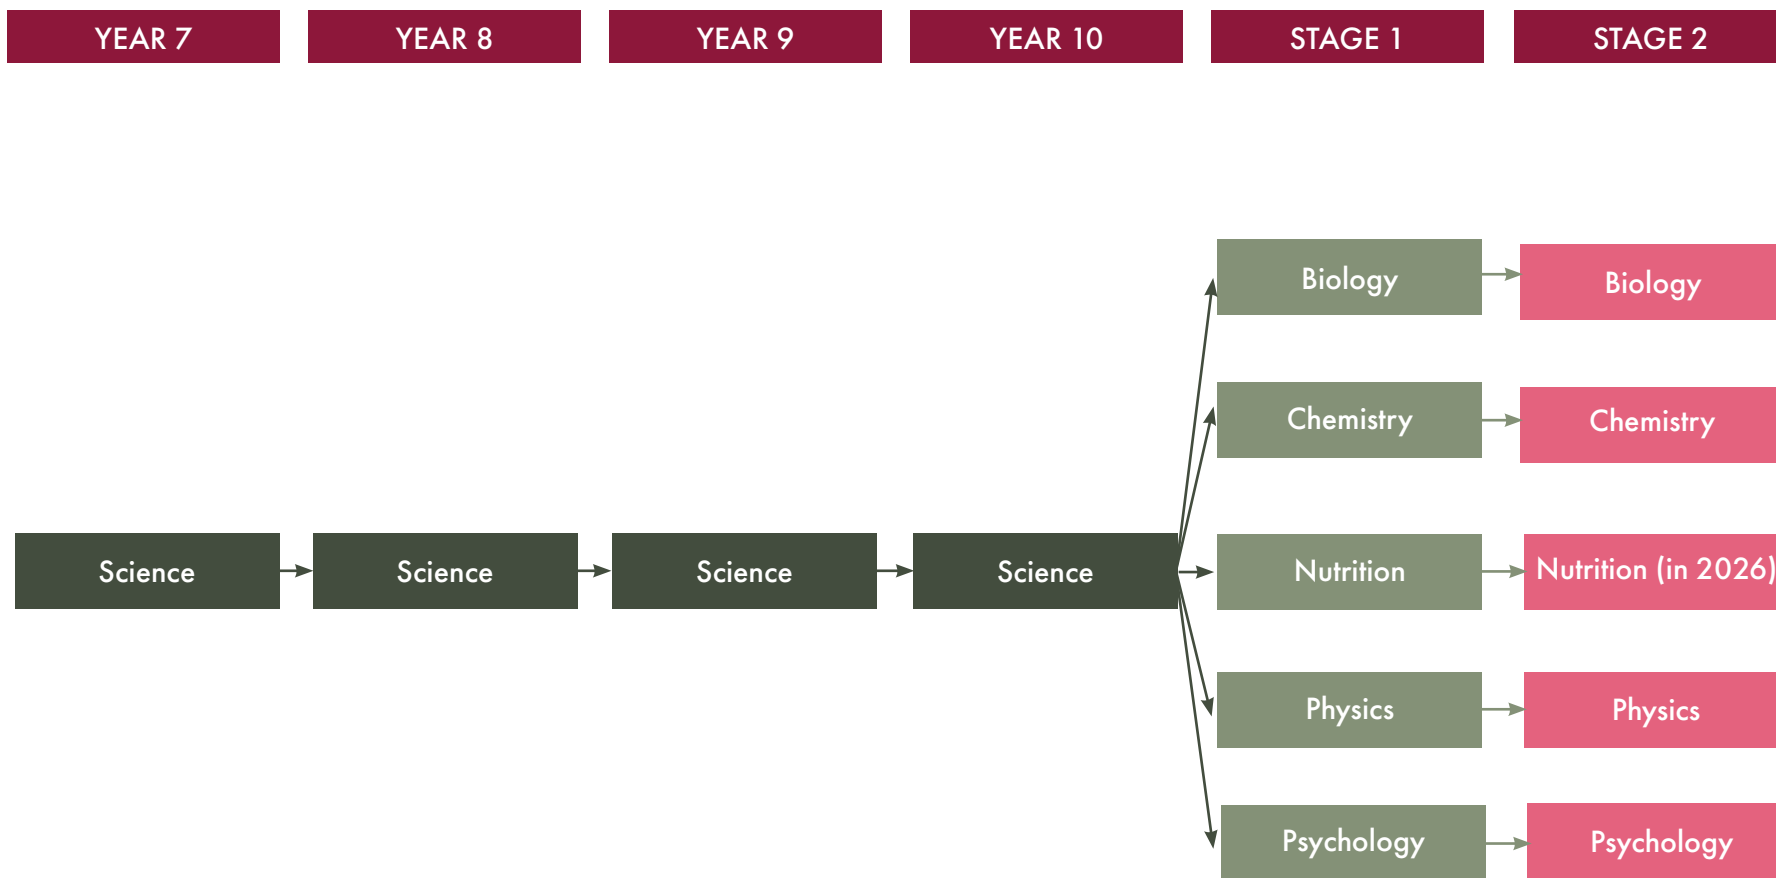 YEAR 7
YEAR 8
YEAR 9
YEAR 10
STAGE 1
STAGE 2
Biology
Biology
Chemistry
Chemistry
Science
Science
Science
Science
Nutrition
Nutrition (in 2026)
Physics
Physics
Psychology
Psychology